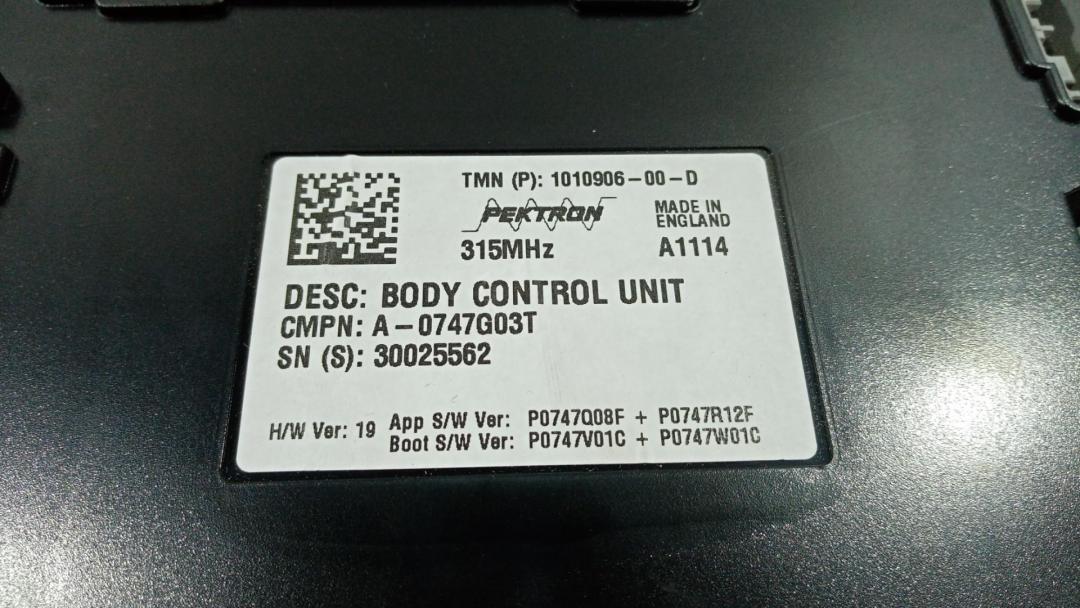 TMN (P): 1010906-00-D
PEKTRON
MADE IN
ENGLAND
315MHz
A1114
DESC: BODY CONTROL UNIT
CMPN: A-0747G03T
SN (S): 30025562
H/W Ver: 19
App S/W Ver: P0747Q08F + P0747R12F
Boot S/W Ver: P0747V01C + P0747W01C